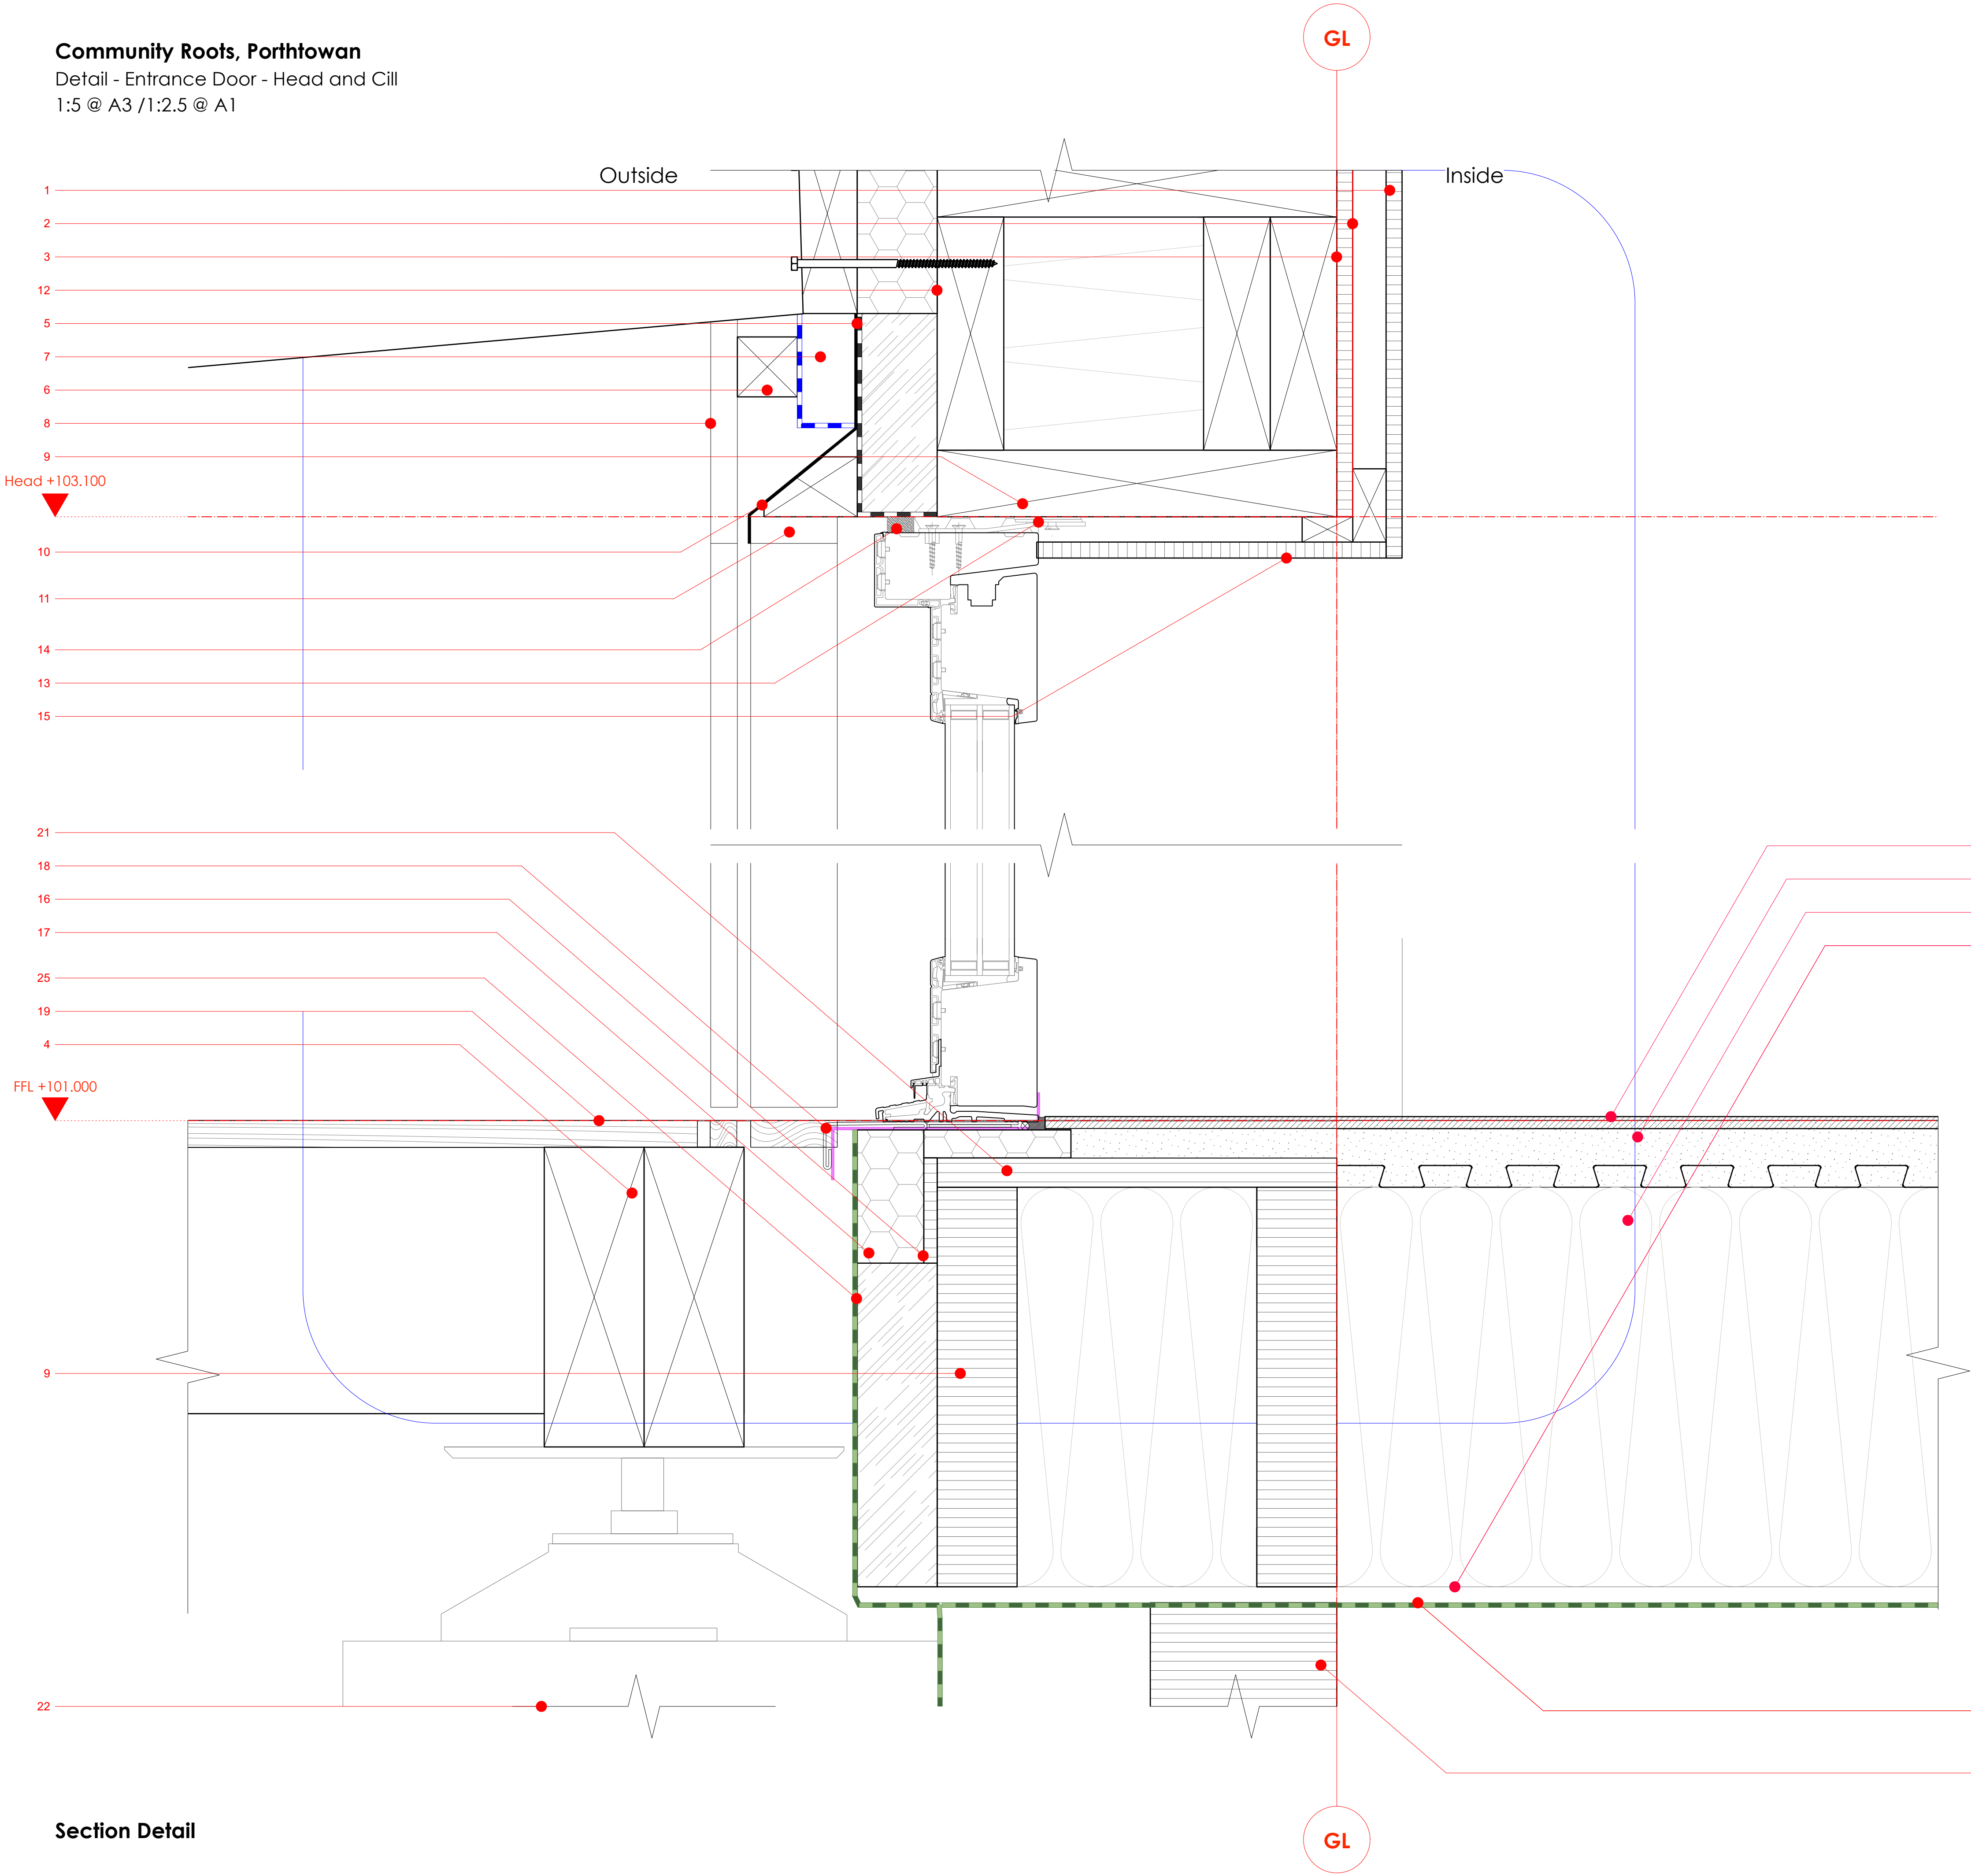 GL
Community Roots, Porthtowan
Detail - Entrance Door - Head and Cill
1:5 @ A3 /1:2.5 @ A1
Outside
Inside
1
2
3
12
5
7
6
8
9
Head +103.100
10
11
14
13
15
21
18
16
17
25
19
4
FFL +101.000
9
22
Section Detail
GL